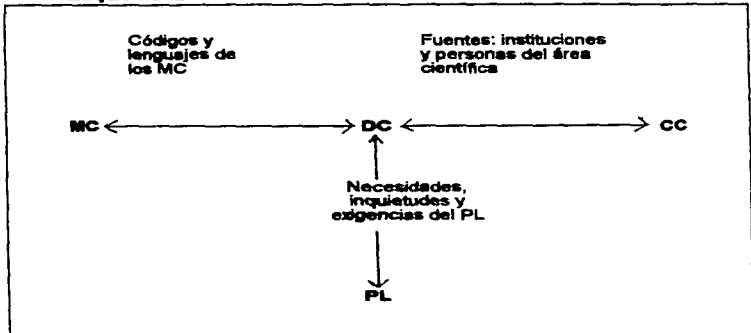 Códigos y
lenguajes de
los MC
Fuentes: instituciones
y personas del área
científica
MC DC CC
Necesidades,
inquietudes y
exigencias del PL
PL